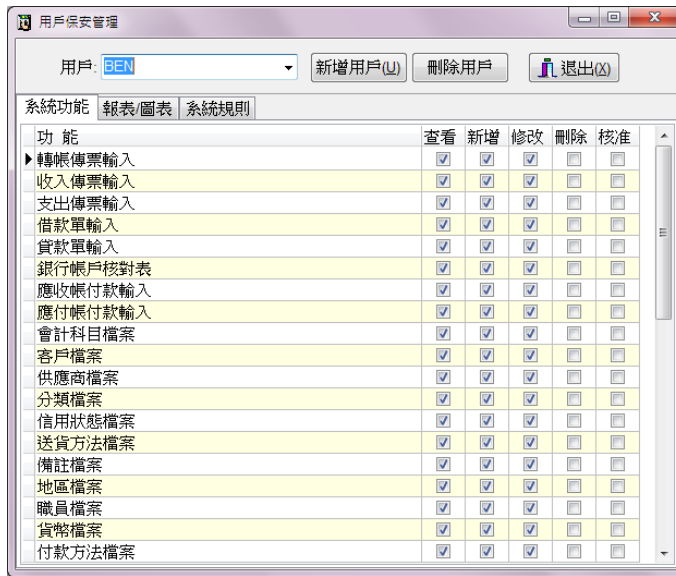 用戶保安管理
用戶: BEN 新增用戶(U) 刪除用戶 退出(X)
系統功能 報表/圖表 系統規則
功 能 查看 新增 修改 刪除 核准
轉帳傳票輸入
收入傳票輸入
支出傳票輸入
借款單輸入
貸款單輸入
銀行帳戶核對表
應收帳付款輸入
應付帳付款輸入
會計科目檔案
客戶檔案
供應商檔案
分類檔案
信用狀態檔案
送貨方法檔案
備註檔案
地區檔案
職員檔案
貨幣檔案
付款方法檔案